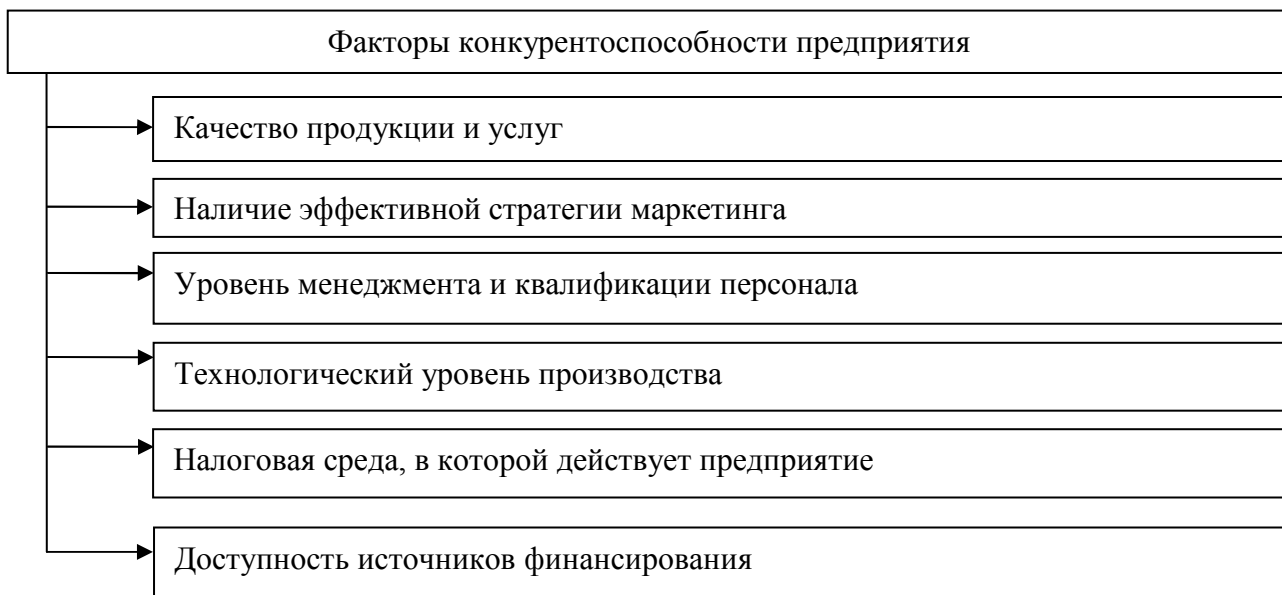 Факторы конкурентоспособности предприятия
Качество продукции и услуг
Наличие эффективной стратегии маркетинга
Уровень менеджмента и квалификации персонала
Технологический уровень производства
Налоговая среда, в которой действует предприятие
Доступность источников финансирования